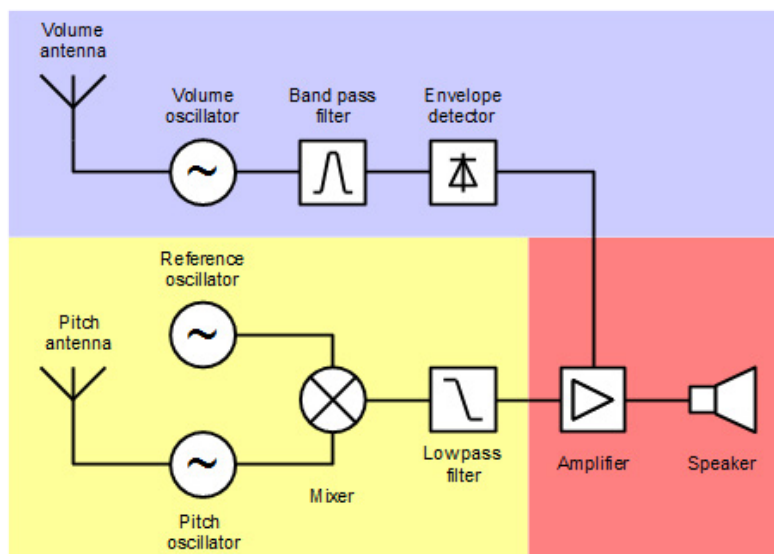 Volume
antenna
Volume
oscillator
Band pass
filter
Envelope
detector
Reference
oscillator
Pitch
antenna
Pitch
oscillator
Mixer
Lowpass
filter
Amplifier
Speaker